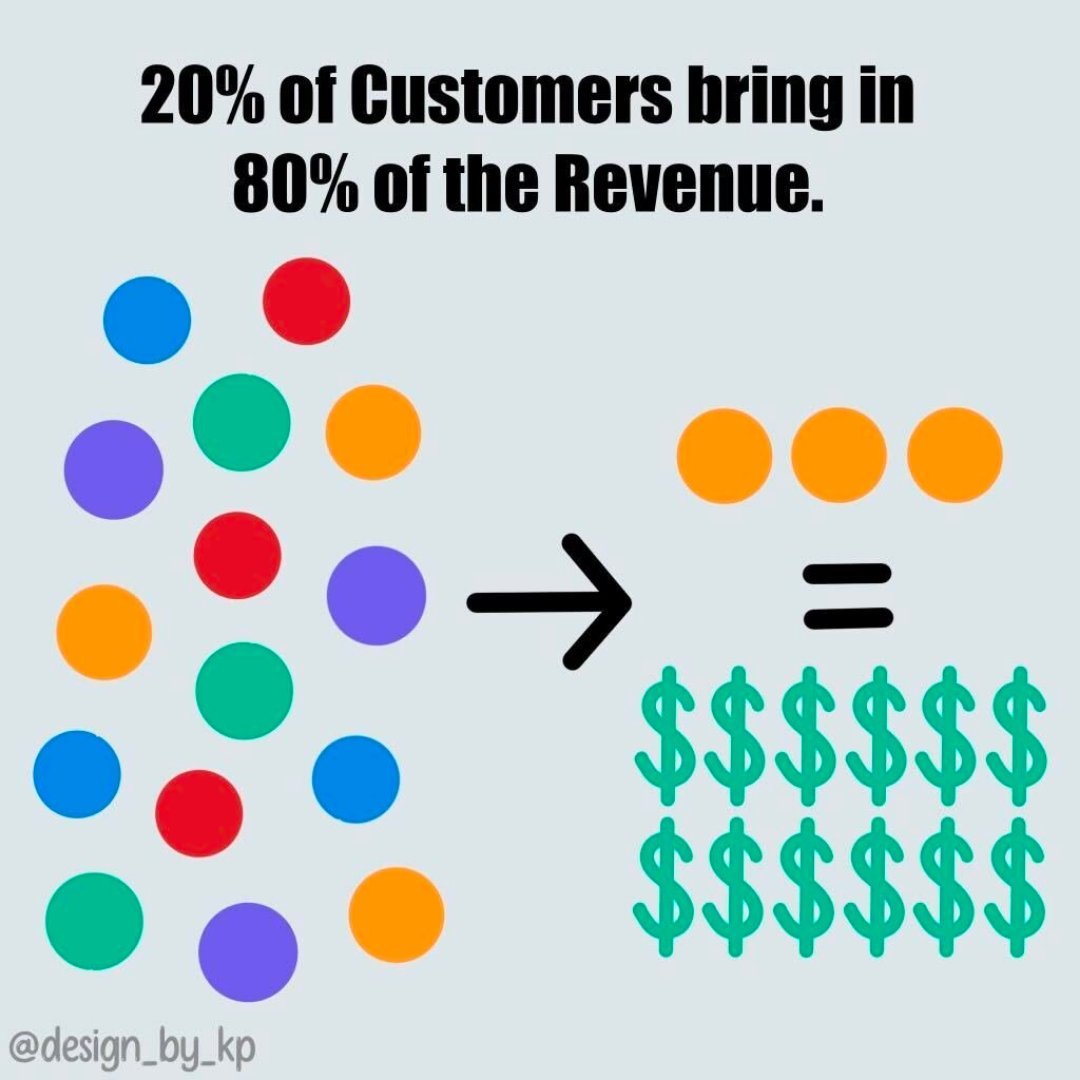 20% of Customers bring in
80% of the Revenue.
=
$$$$$$
$$$$$$
@design_by_kp